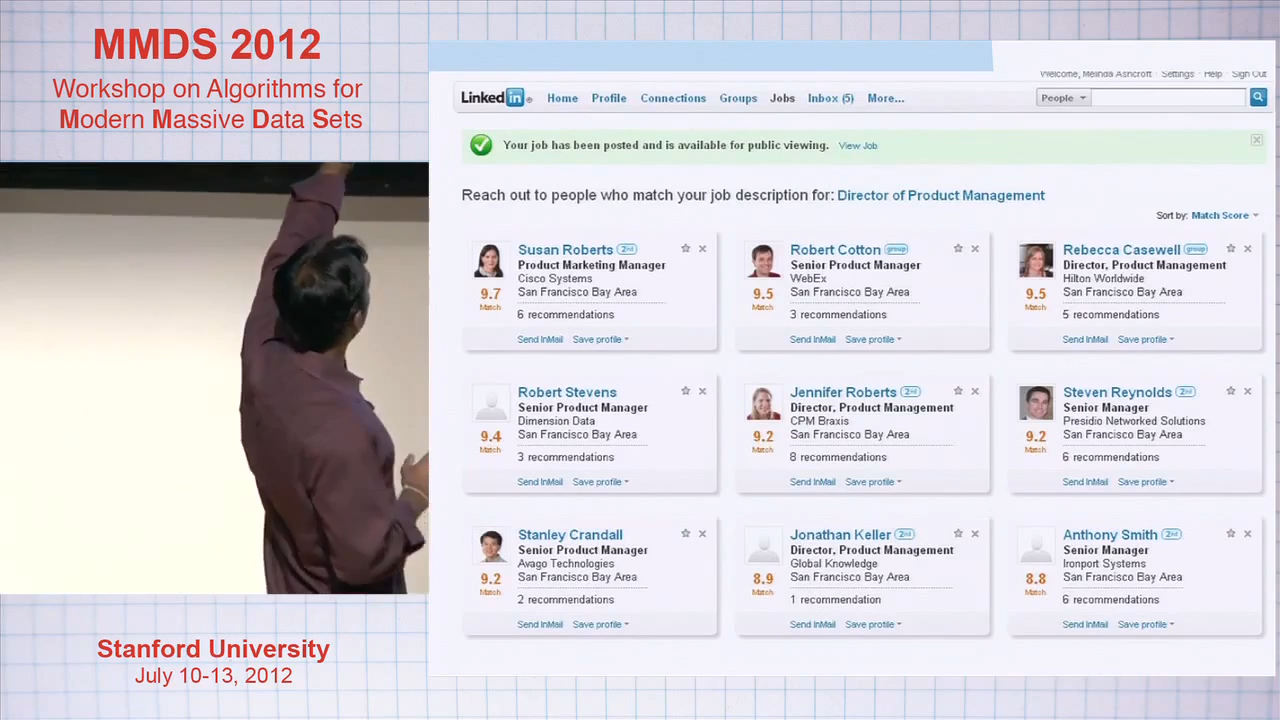 MMDS 2012
Workshop on Algorithms for
Modern Massive Data Sets
Welcome, Melinda Ashcroft · Settings · Help · Sign Out
Linked in Home Profile Connections Groups Jobs Inbox (5) More... People
Your job has been posted and is available for public viewing. View Job
Reach out to people who match your job description for: Director of Product Management
Sort by: Match Score
Susan Roberts 2nd
Product Marketing Manager
Cisco Systems
San Francisco Bay Area
9.7
Match
6 recommendations
Send InMail Save profile
Robert Cotton group
Senior Product Manager
WebEx
San Francisco Bay Area
9.5
Match
3 recommendations
Send InMail Save profile
Rebecca Casewell group
Director, Product Management
Hilton Worldwide
San Francisco Bay Area
9.5
Match
5 recommendations
Send InMail Save profile
Robert Stevens
Senior Product Manager
Dimension Data
San Francisco Bay Area
9.4
Match
3 recommendations
Send InMail Save profile
Jennifer Roberts 2nd
Director, Product Management
CPM Braxis
San Francisco Bay Area
9.2
Match
8 recommendations
Send InMail Save profile
Steven Reynolds 2nd
Senior Manager
Presidio Networked Solutions
San Francisco Bay Area
9.2
Match
6 recommendations
Send InMail Save profile
Stanley Crandall
Senior Product Manager
Avago Technologies
San Francisco Bay Area
9.2
Match
2 recommendations
Send InMail Save profile
Jonathan Keller 2nd
Director, Product Management
Global Knowledge
San Francisco Bay Area
8.9
Match
1 recommendation
Send InMail Save profile
Anthony Smith 2nd
Senior Manager
Ironport Systems
San Francisco Bay Area
8.8
Match
6 recommendations
Send InMail Save profile
Stanford University
July 10-13, 2012